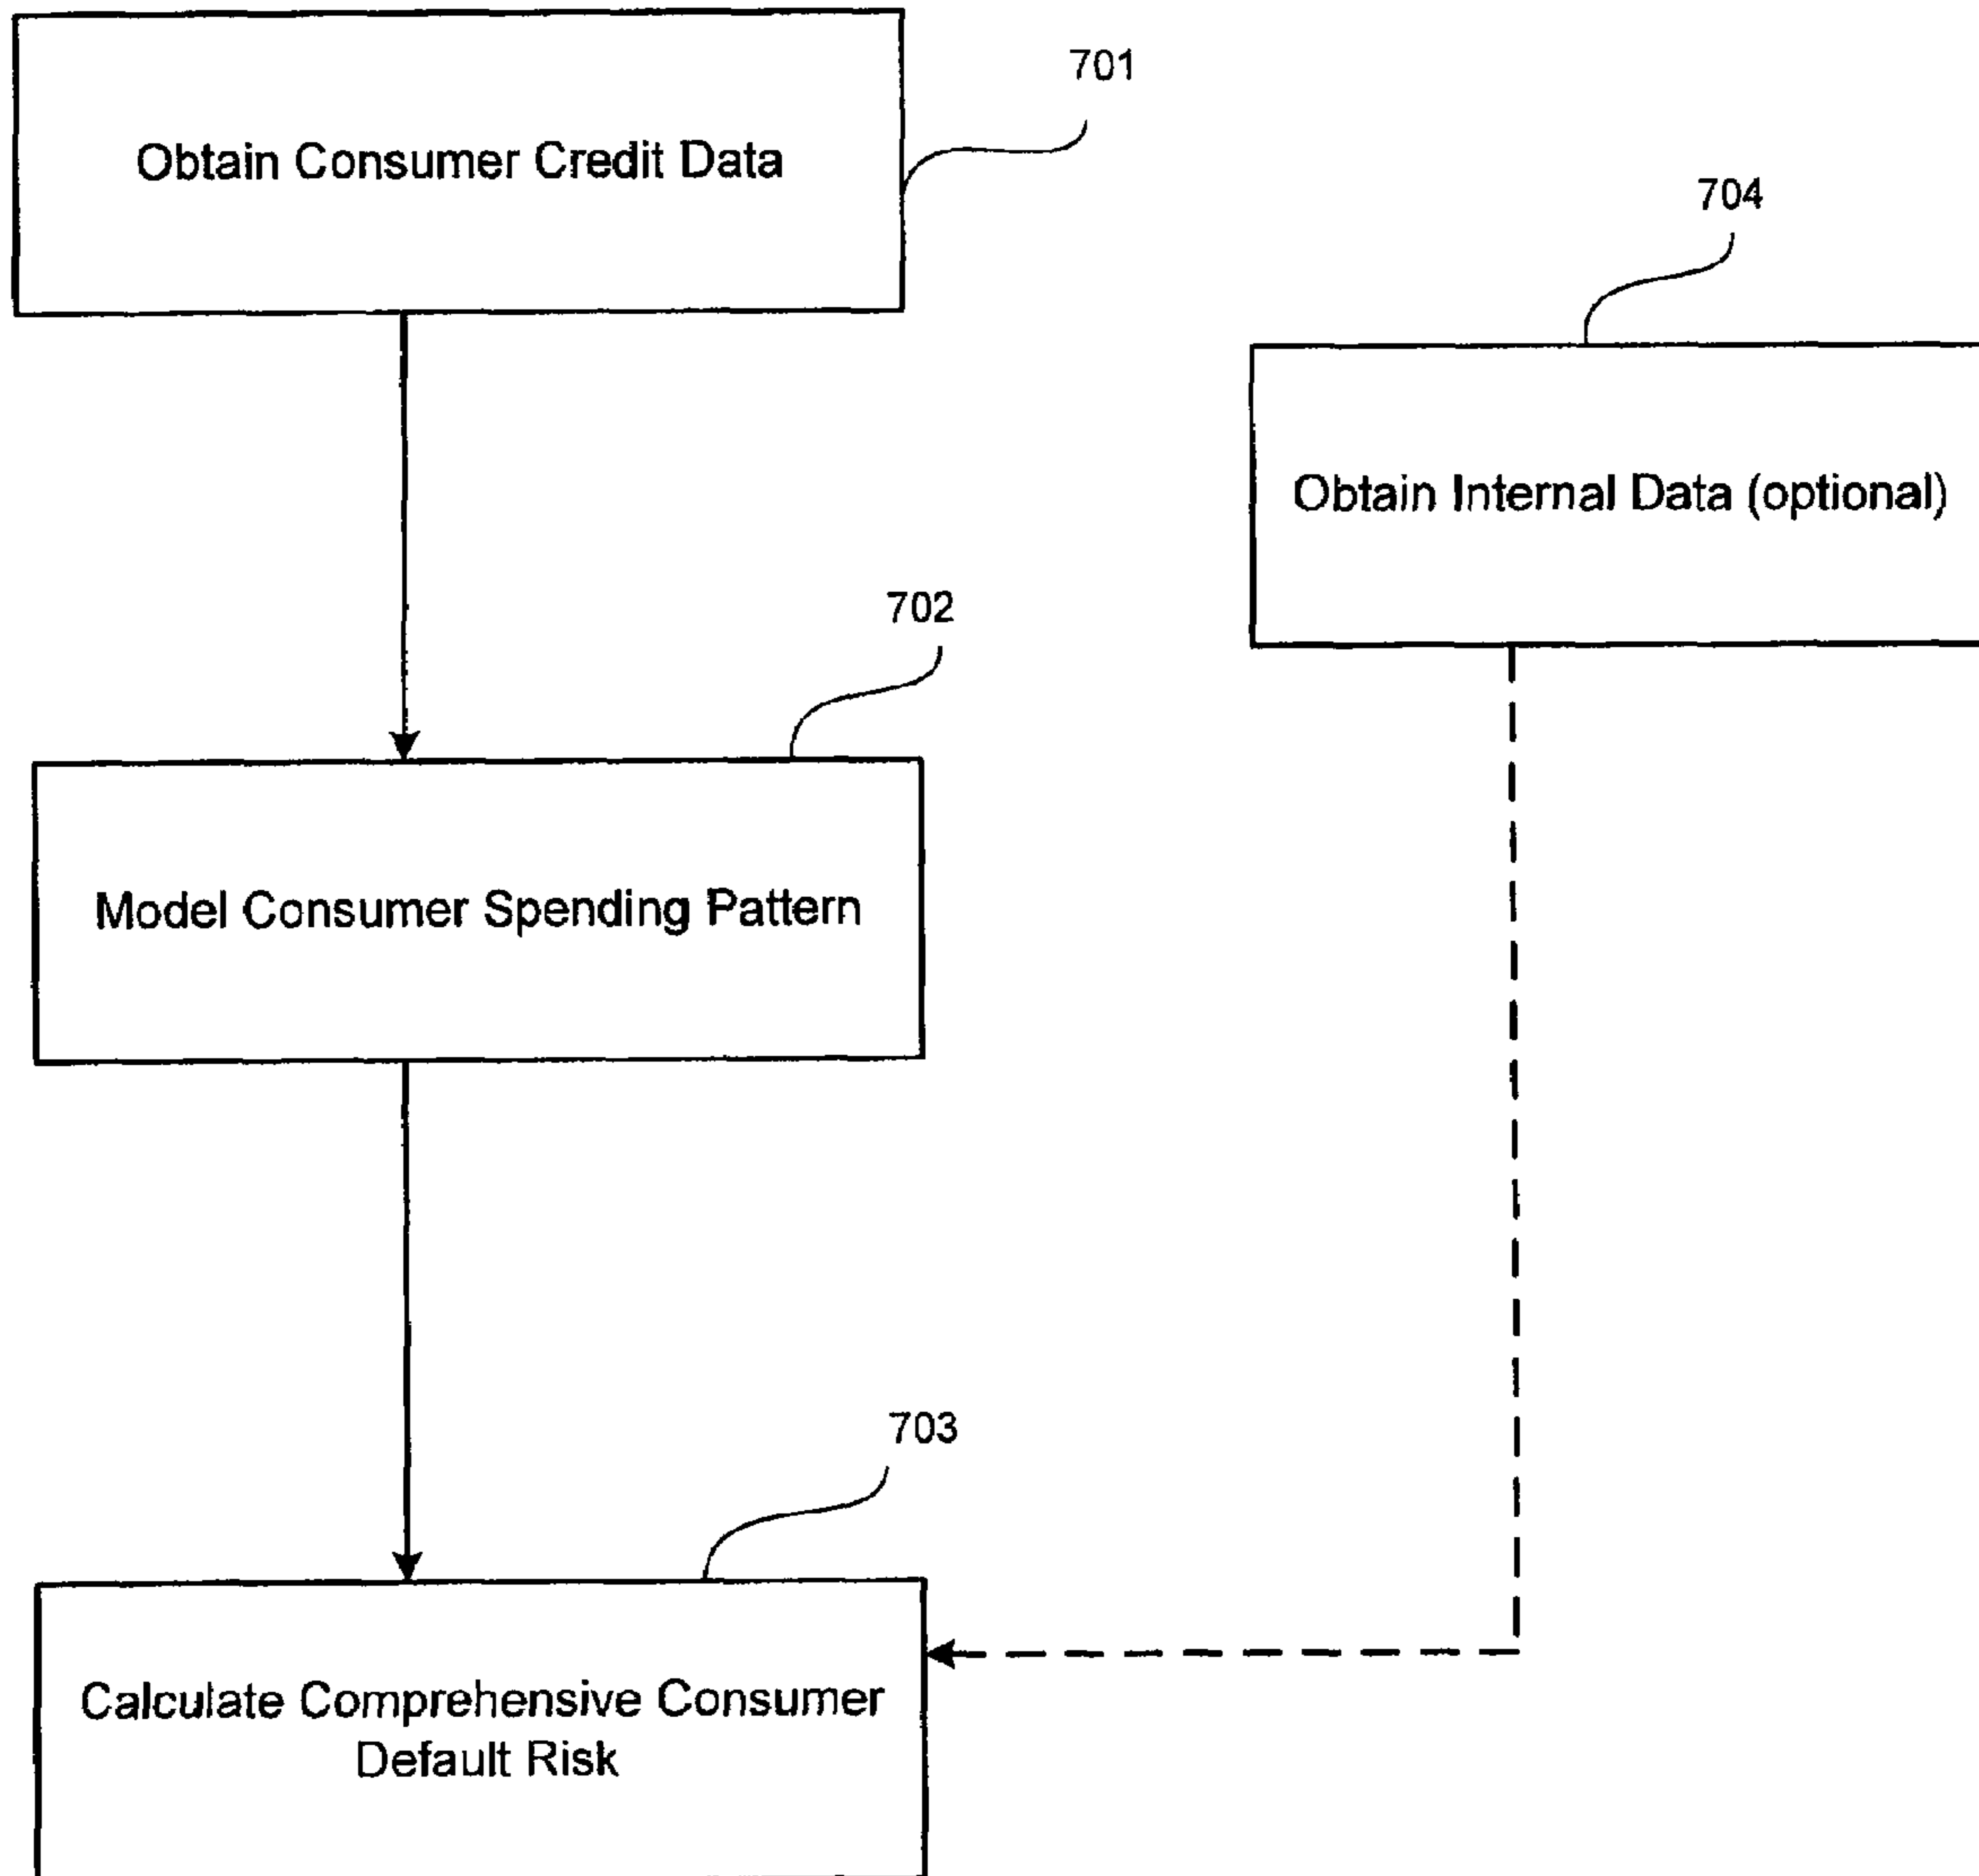 701
Obtain Consumer Credit Data
704
Obtain Internal Data (optional)
702
Model Consumer Spending Pattern
703
Calculate Comprehensive Consumer
Default Risk